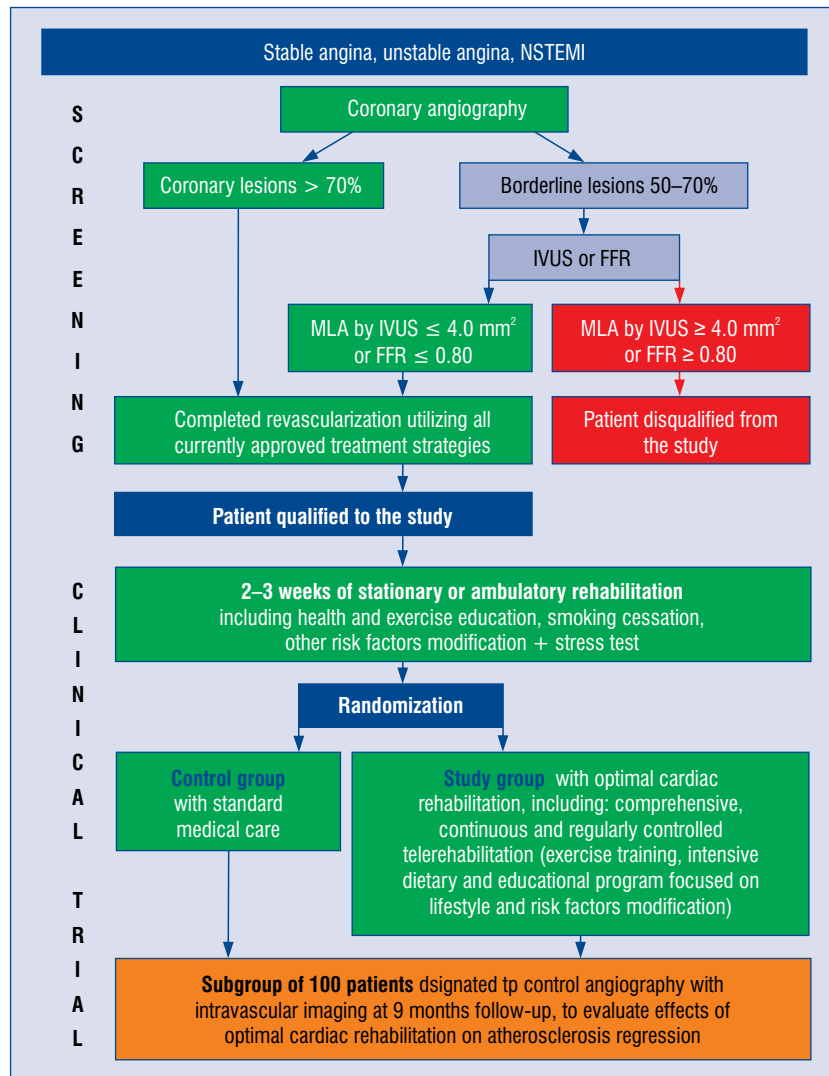 Stable angina, unstable angina, NSTEMI
SCREENING
Coronary angiography
Coronary lesions > 70%
Borderline lesions 50–70%
IVUS or FFR
MLA by IVUS ≤ 4.0 mm²
or FFR ≤ 0.80
MLA by IVUS ≥ 4.0 mm²
or FFR ≥ 0.80
Completed revascularization utilizing all
currently approved treatment strategies
Patient disqualified from
the study
Patient qualified to the study
CLINICAL TRIAL
2–3 weeks of stationary or ambulatory rehabilitation
including health and exercise education, smoking cessation,
other risk factors modification + stress test
Randomization
Control group
with standard
medical care
Study group with optimal cardiac
rehabilitation, including: comprehensive,
continuous and regularly controlled
telerehabilitation (exercise training, intensive
dietary and educational program focused on
lifestyle and risk factors modification)
Subgroup of 100 patients dsignated tp control angiography with
intravascular imaging at 9 months follow-up, to evaluate effects of
optimal cardiac rehabilitation on atherosclerosis regression